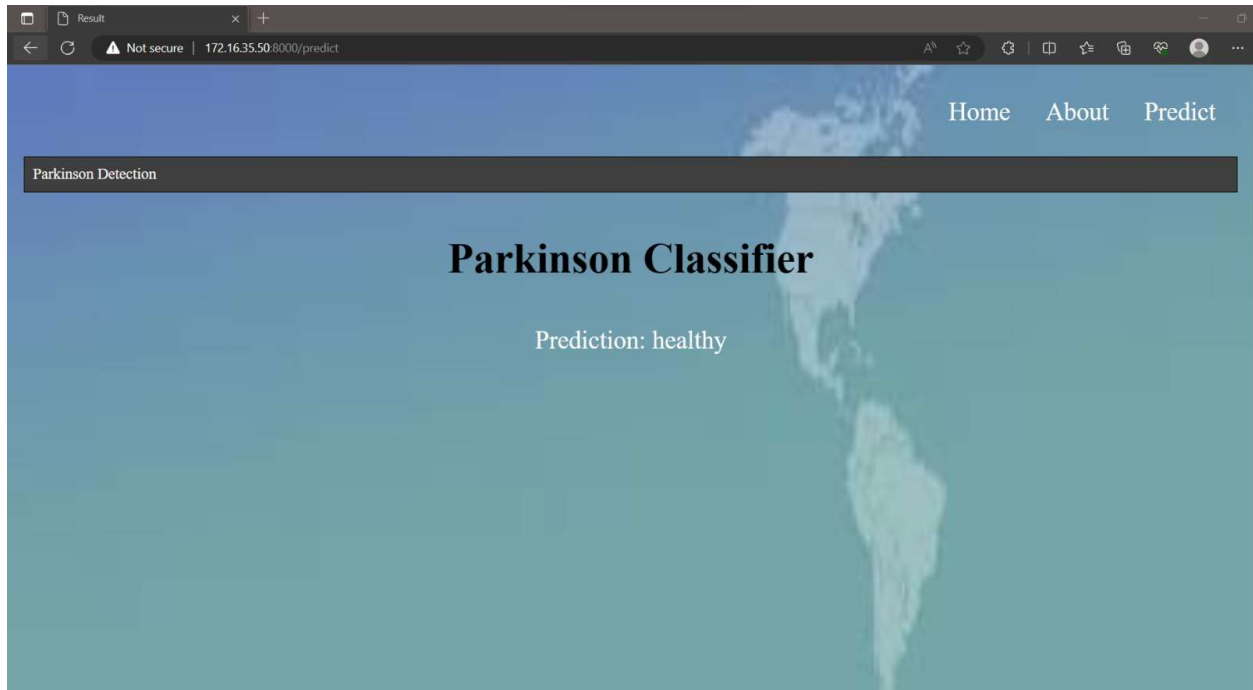 Result
Not secure | 172.16.35.50:8000/predict
Home About Predict
Parkinson Detection
Parkinson Classifier
Prediction: healthy